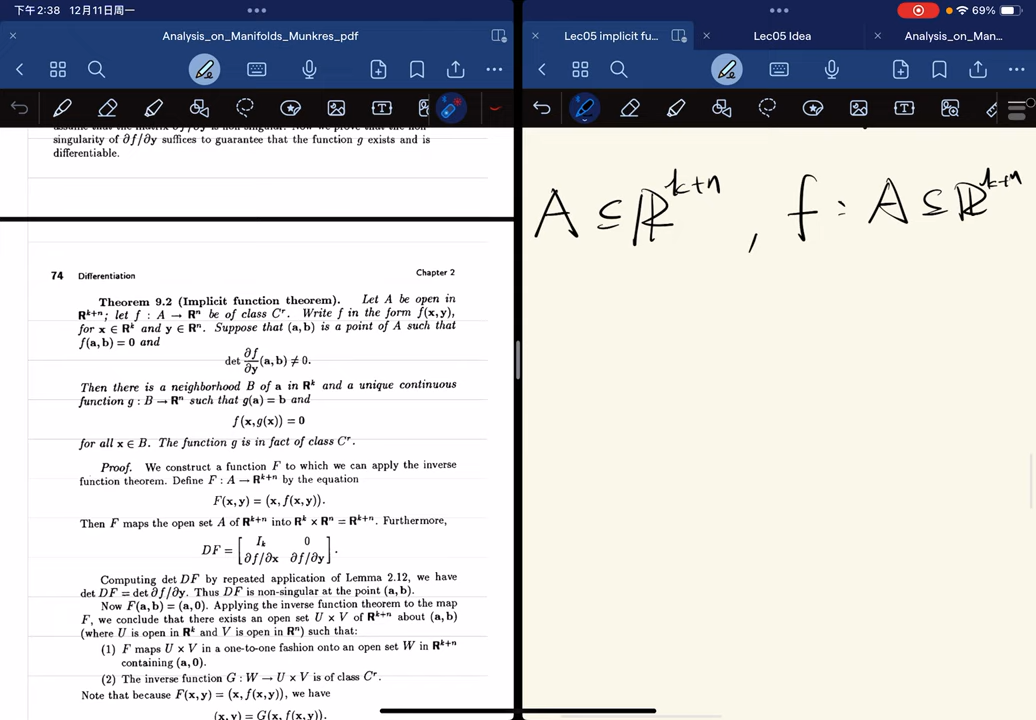 下午2:38 12月11日周一
69%
Analysis_on_Manifolds_Munkres_pdf
Lec05 implicit fu...
Lec05 Idea
Analysis_on_Man...
singularity of ∂f/∂y suffices to guarantee that the function g exists and is
differentiable.
74 Differentiation Chapter 2
Theorem 9.2 (Implicit function theorem). Let A be open in
R^{k+n}; let f : A → R^n be of class C^r. Write f in the form f(x,y),
for x ∈ R^k and y ∈ R^n. Suppose that (a,b) is a point of A such that
f(a,b) = 0 and
det ∂f/∂y (a,b) ≠ 0.
Then there is a neighborhood B of a in R^k and a unique continuous
function g : B → R^n such that g(a) = b and
f(x,g(x)) = 0
for all x ∈ B. The function g is in fact of class C^r.
Proof. We construct a function F to which we can apply the inverse
function theorem. Define F : A → R^{k+n} by the equation
F(x,y) = (x, f(x,y)).
Then F maps the open set A of R^{k+n} into R^k × R^n = R^{k+n}. Furthermore,
DF = [ I_k 0
∂f/∂x ∂f/∂y ].
Computing det DF by repeated application of Lemma 2.12, we have
det DF = det ∂f/∂y. Thus DF is non-singular at the point (a,b).
Now F(a,b) = (a,0). Applying the inverse function theorem to the map
F, we conclude that there exists an open set U × V of R^{k+n} about (a,b)
(where U is open in R^k and V is open in R^n) such that:
(1) F maps U × V in a one-to-one fashion onto an open set W in R^{k+n}
containing (a,0).
(2) The inverse function G : W → U × V is of class C^r.
Note that because F(x,y) = (x, f(x,y)), we have
(x,y) = G(x, f(x,y)).
A ⊆ ℝ^{k+n} , f : A ⊆ ℝ^{k+n}